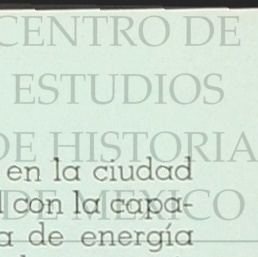 CENTRO DE
ESTUDIOS
DE HISTORIA
en la ciudad
DE MEXICO
con la capa-
de energía